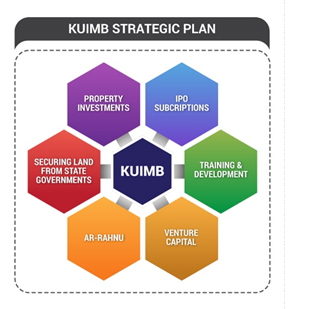 KUIMB STRATEGIC PLAN
PROPERTY
INVESTMENTS
IPO
SUBCRIPTIONS
SECURING LAND
FROM STATE
GOVERNMENTS
KUIMB
TRAINING &
DEVELOPMENT
AR-RAHNU
VENTURE
CAPITAL